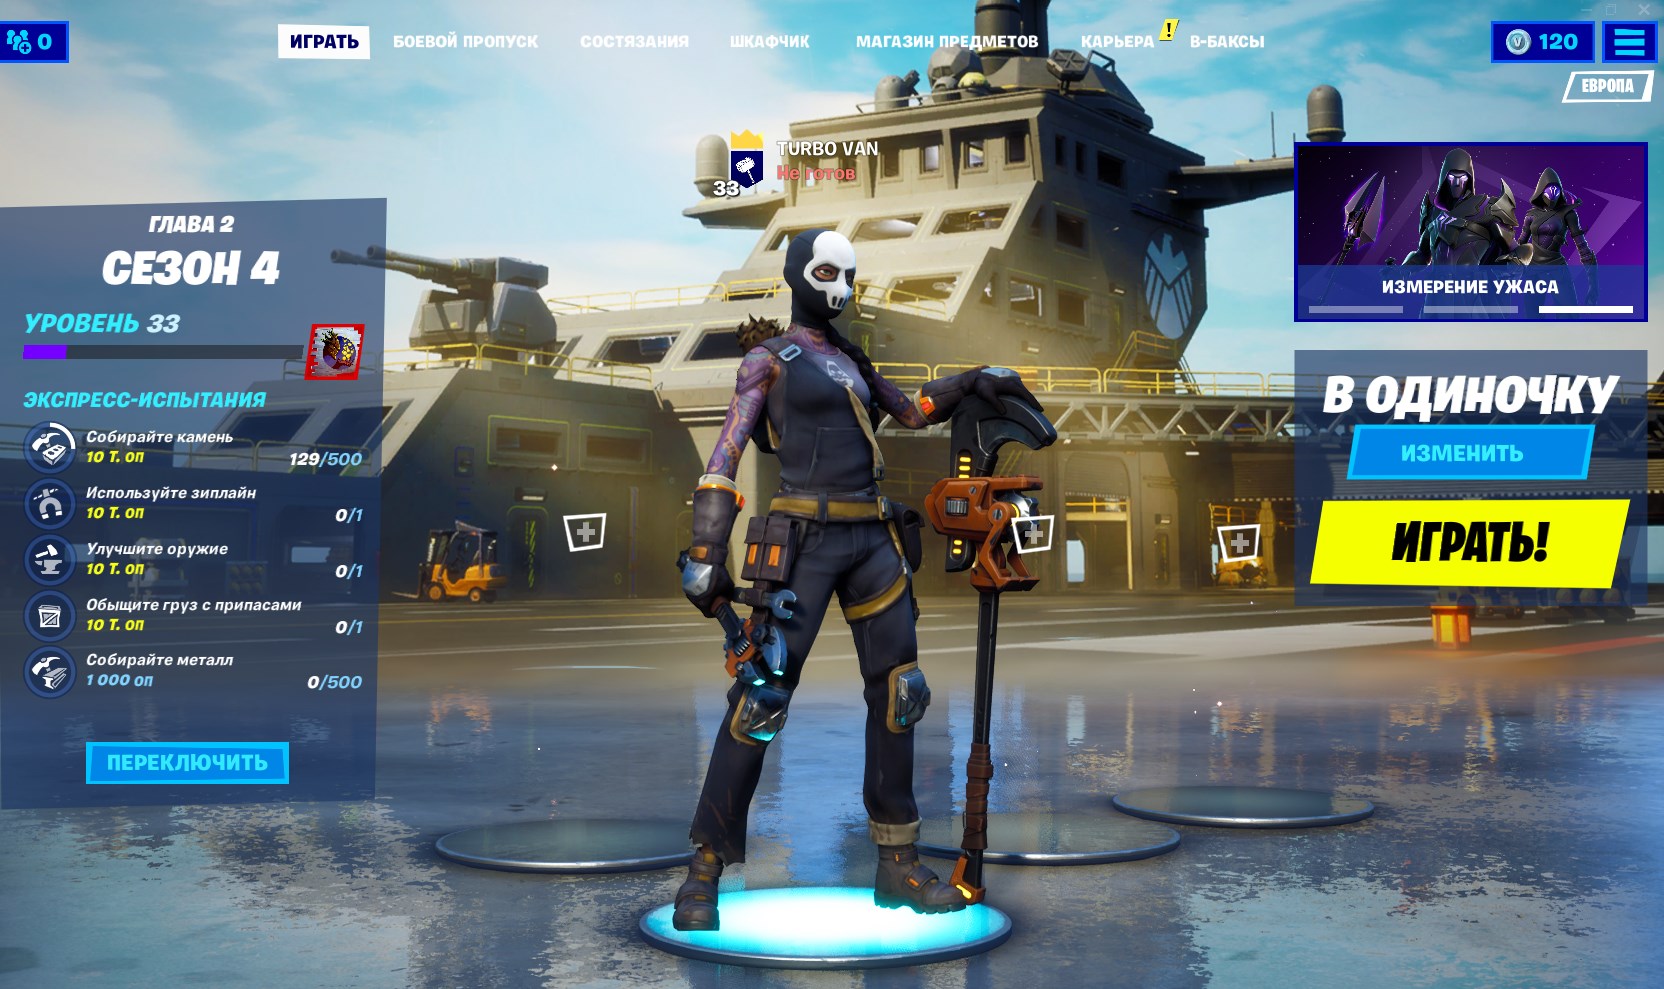 0
ИГРАТЬ
БОЕВОЙ ПРОПУСК
СОСТЯЗАНИЯ
ШКАФЧИК
МАГАЗИН ПРЕДМЕТОВ
КАРЬЕРА
!
В-БАКСЫ
120
ЕВРОПА
TURBO VAN
33
Не готов
ГЛАВА 2
СЕЗОН 4
УРОВЕНЬ 33
ЭКСПРЕСС-ИСПЫТАНИЯ
Собирайте камень
10 Т. ОП
129/500
Используйте зиплайн
10 Т. ОП
0/1
Улучшите оружие
10 Т. ОП
0/1
Обыщите груз с припасами
10 Т. ОП
0/1
Собирайте металл
1 000 ОП
0/500
ПЕРЕКЛЮЧИТЬ
ИЗМЕРЕНИЕ УЖАСА
В ОДИНОЧКУ
ИЗМЕНИТЬ
ИГРАТЬ!